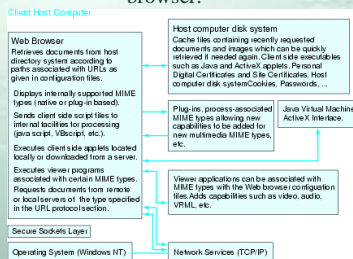 browser.
Client Host Computer
Web Browser
Retrieves documents from host
directory system according to
paths associated with URLs as
given in configuration files.
Displays internally supported MIME
types (native or plug-in based).
Sends client side script files to
internal facilities for processing
(java script, VBscript, etc.).
Executes client side applets located
locally or downloaded from a server.
Executes viewer programs
associated with certain MIME types.
Requests documents from remote
or local servers of the type specified
in the URL protocol section.
Secure Sockets Layer
Operating System (Windows NT)
Host computer disk system
Cache files containing recently requested
documents and images which can be quickly
retrieved it needed again. Client side executables
such as Java and ActiveX applets. Personal
Digital Certificates and Site Certificates. Host
computer disk systemCookies, Passwords, ...
Plug-ins, process-associated
MIME types allowing new
capabilities to be added for
new multimedia MIME types,
etc.
Java Virtual Machine
ActiveX Interface.
Viewer applications can be associated with
MIME types with the Web browser configuration
files. Adds capabilities such as video, audio,
VRML, etc.
Network Services (TCP/IP)